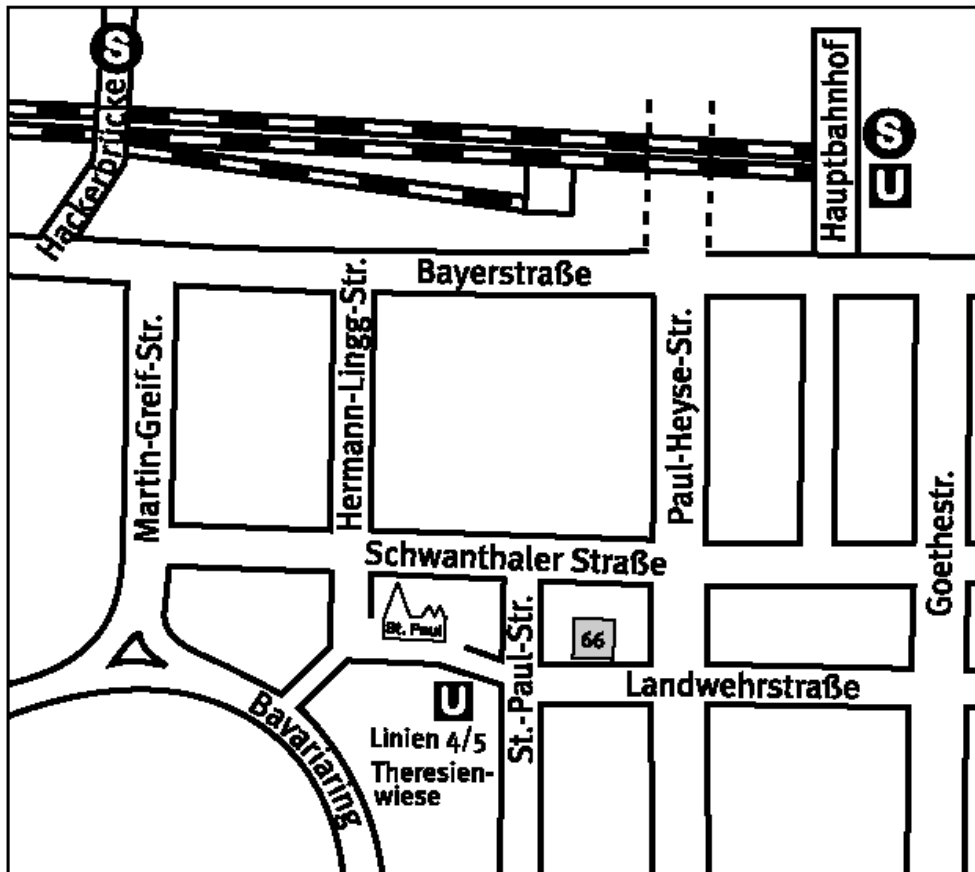 S
Hackerbrücke
Hauptbahnhof
S
U
Bayerstraße
Martin-Greif-Str.
Hermann-Lingg-Str.
Paul-Heyse-Str.
Goethestr.
Schwanthaler Straße
St. Paul
St.-Paul-Str.
66
Landwehrstraße
Bavariaring
U
Linien 4/5
Theresien-
wiese